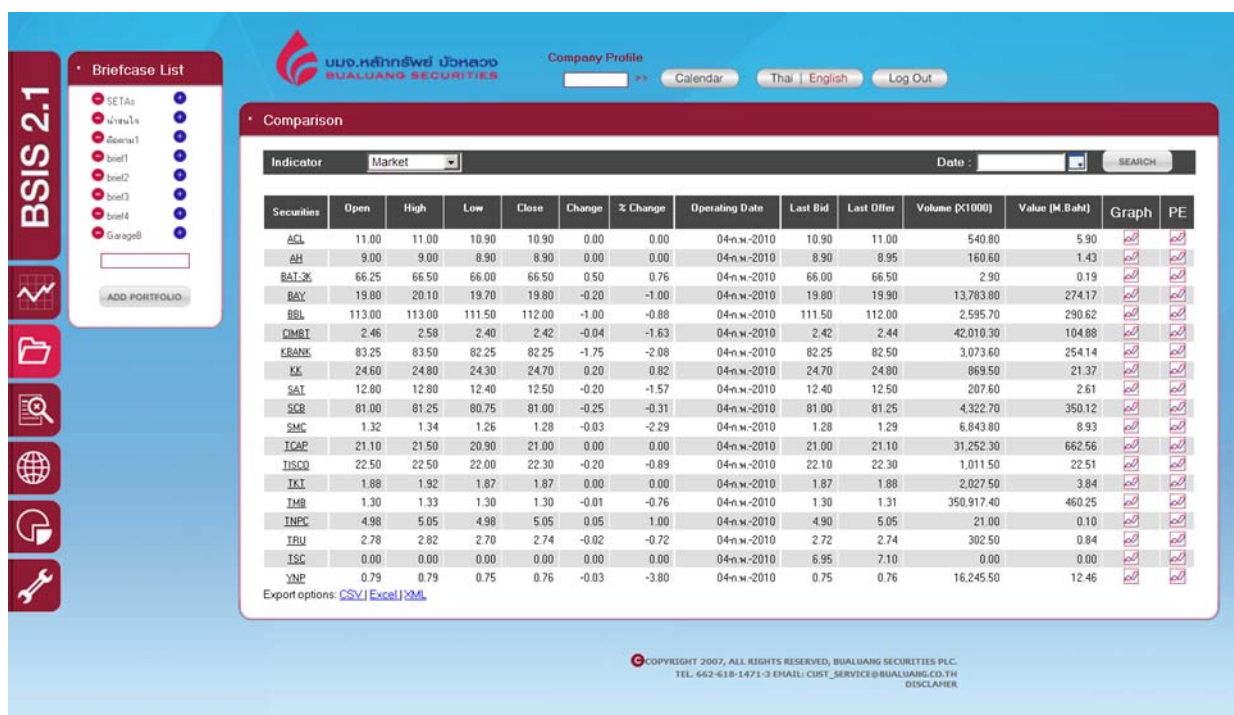 BSIS 2.1
Briefcase List
SETAs
น่าสนใจ
ติดตาม1
brief1
brief2
brief3
brief4
GarageB
ADD PORTFOLIO
บมจ.หลักทรัพย์ บัวหลวง
BUALUANG SECURITIES
Company Profile
>> Calendar Thai | English Log Out
Comparison
Indicator Market Date : SEARCH
Securities Open High Low Close Change % Change Operating Date Last Bid Last Offer Volume (X1000) Value (M.Baht) Graph PE
ACL 11.00 11.00 10.90 10.90 0.00 0.00 04-ก.พ.-2010 10.90 11.00 540.80 5.90
AH 9.00 9.00 8.90 8.90 0.00 0.00 04-ก.พ.-2010 8.90 8.95 160.60 1.43
BAT-3K 66.25 66.50 66.00 66.50 0.50 0.76 04-ก.พ.-2010 66.00 66.50 2.90 0.19
BAY 19.80 20.10 19.70 19.80 -0.20 -1.00 04-ก.พ.-2010 19.80 19.90 13,783.80 274.17
BBL 113.00 113.00 111.50 112.00 -1.00 -0.88 04-ก.พ.-2010 111.50 112.00 2,595.70 290.62
CIMBT 2.46 2.58 2.40 2.42 -0.04 -1.63 04-ก.พ.-2010 2.42 2.44 42,010.30 104.88
KBANK 83.25 83.50 82.25 82.25 -1.75 -2.08 04-ก.พ.-2010 82.25 82.50 3,073.60 254.14
KK 24.60 24.80 24.30 24.70 0.20 0.82 04-ก.พ.-2010 24.70 24.80 869.50 21.37
SAT 12.80 12.80 12.40 12.50 -0.20 -1.57 04-ก.พ.-2010 12.40 12.50 207.60 2.61
SCB 81.00 81.25 80.75 81.00 -0.25 -0.31 04-ก.พ.-2010 81.00 81.25 4,322.70 350.12
SMC 1.32 1.34 1.26 1.28 -0.03 -2.29 04-ก.พ.-2010 1.28 1.29 6,843.80 8.93
TCAP 21.10 21.50 20.90 21.00 0.00 0.00 04-ก.พ.-2010 21.00 21.10 31,252.30 662.56
TISCO 22.50 22.50 22.00 22.30 -0.20 -0.89 04-ก.พ.-2010 22.10 22.30 1,011.50 22.51
TKT 1.88 1.92 1.87 1.87 0.00 0.00 04-ก.พ.-2010 1.87 1.88 2,027.50 3.84
TMB 1.30 1.33 1.30 1.30 -0.01 -0.76 04-ก.พ.-2010 1.30 1.31 350,917.40 460.25
TNPC 4.98 5.05 4.98 5.05 0.05 1.00 04-ก.พ.-2010 4.90 5.05 21.00 0.10
TRU 2.78 2.82 2.70 2.74 -0.02 -0.72 04-ก.พ.-2010 2.72 2.74 302.50 0.84
TSC 0.00 0.00 0.00 0.00 0.00 0.00 04-ก.พ.-2010 6.95 7.10 0.00 0.00
YNP 0.79 0.79 0.75 0.76 -0.03 -3.80 04-ก.พ.-2010 0.75 0.76 16,245.50 12.46
Export options: CSV | Excel | XML
COPYRIGHT 2007, ALL RIGHTS RESERVED, BUALUANG SECURITIES PLC.
TEL. 662-618-1471-3 EMAIL: CUST_SERVICE@BUALUANG.CO.TH
DISCLAMER